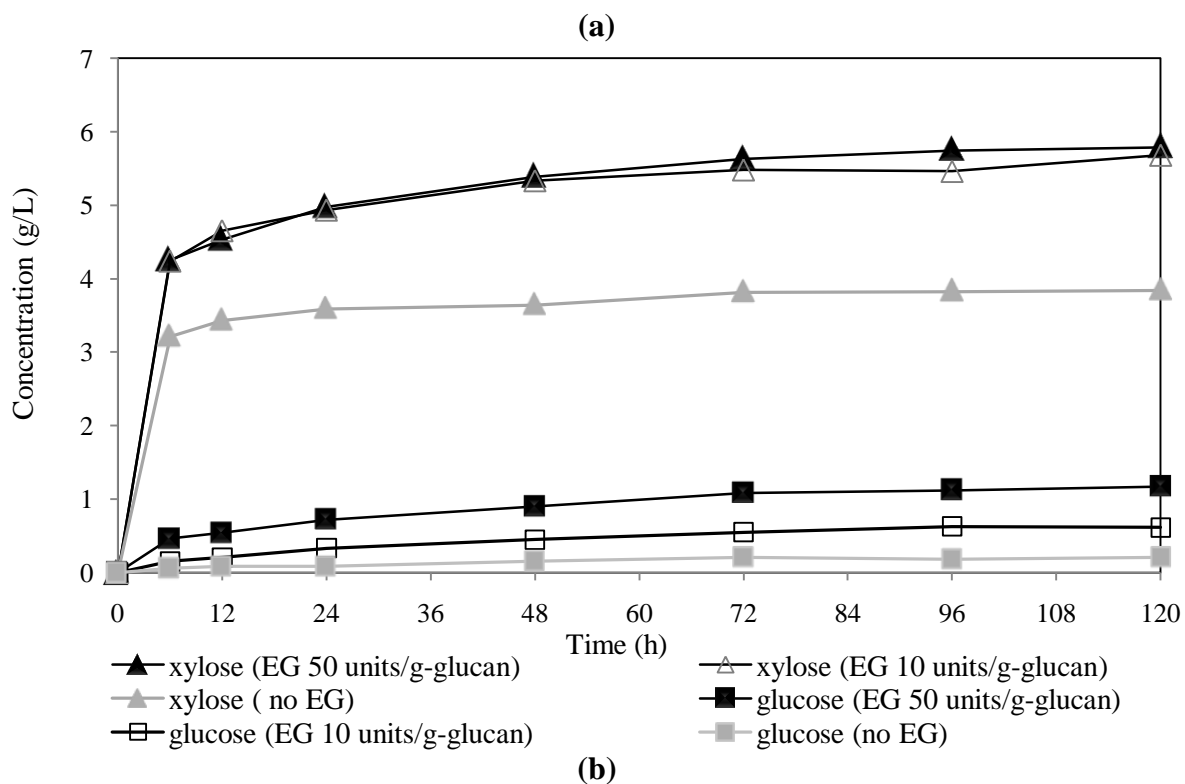 (a)
7
6
5
4
3
2
1
0
Concentration (g/L)
0 12 24 36 48 60 72 84 96 108 120
Time (h)
xylose (EG 50 units/g-glucan) xylose (EG 10 units/g-glucan)
xylose ( no EG) glucose (EG 50 units/g-glucan)
glucose (EG 10 units/g-glucan) glucose (no EG)
(b)